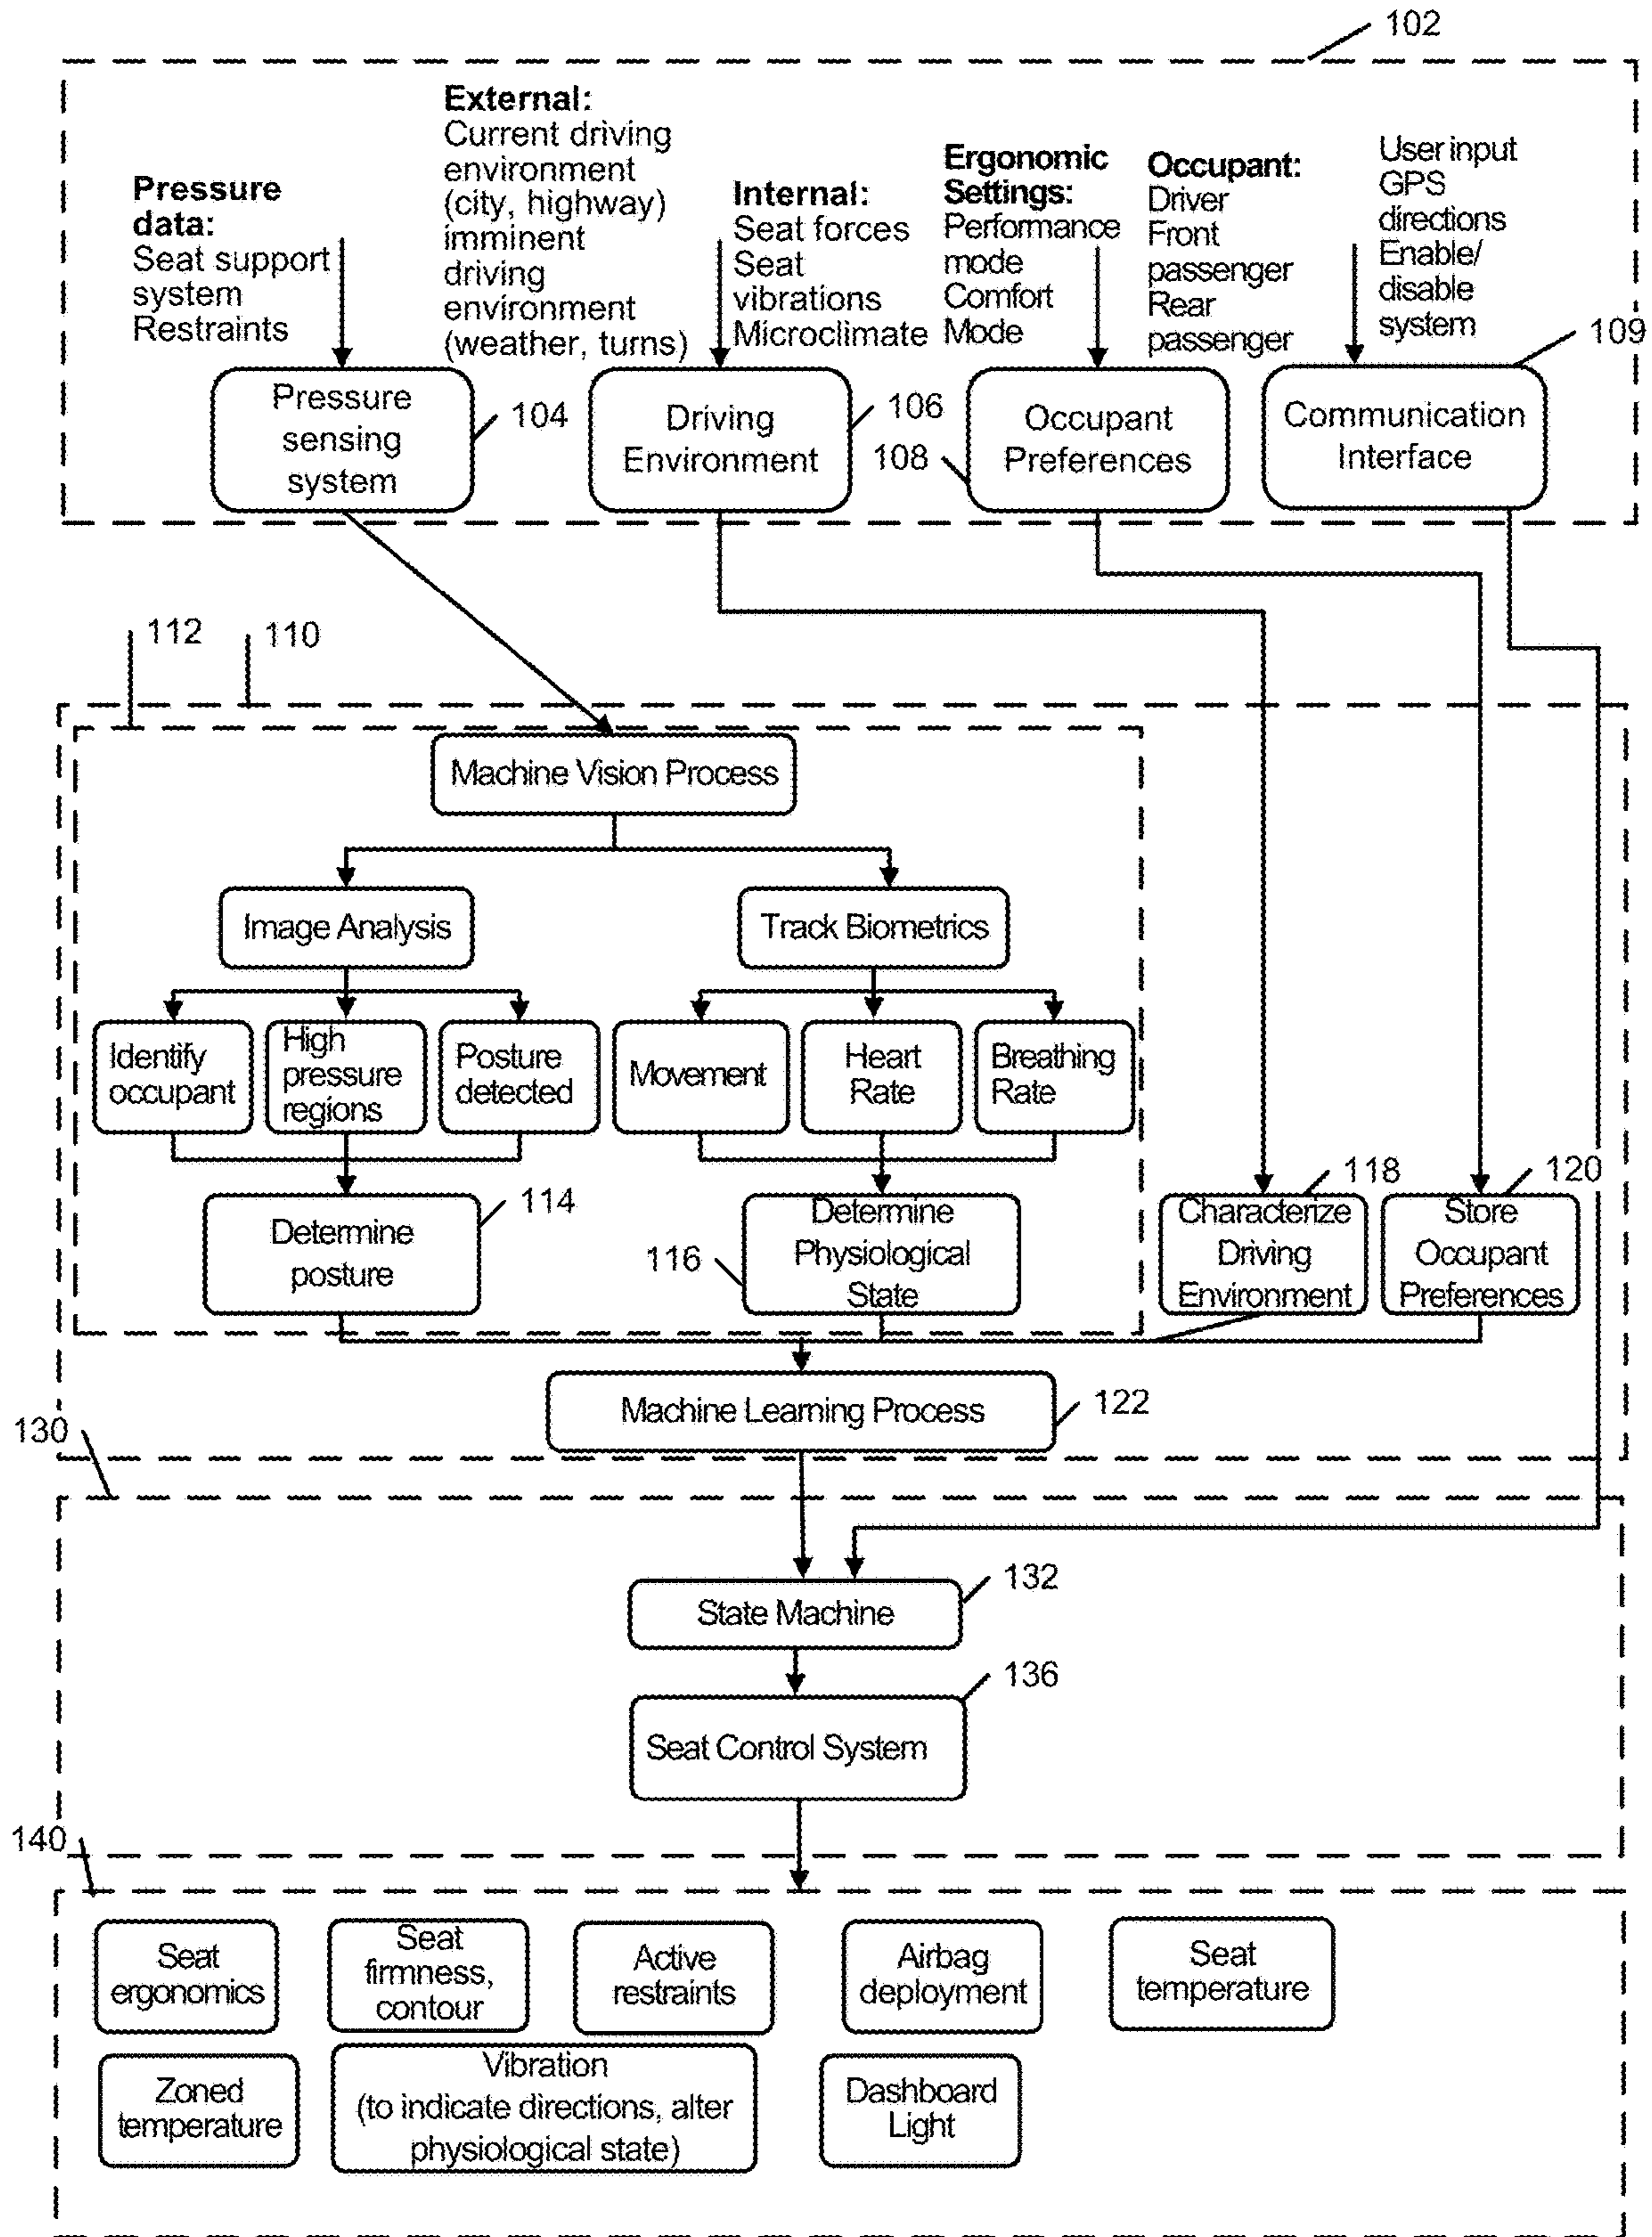 102
Pressure
data:
Seat support
system
Restraints
External:
Current driving
environment
(city, highway)
imminent
driving
environment
(weather, turns)
Internal:
Seat forces
Seat
vibrations
Microclimate
Ergonomic
Settings:
Performance
mode
Comfort
Mode
Occupant:
Driver
Front
passenger
Rear
passenger
User input
GPS
directions
Enable/
disable
system
109
Pressure
sensing
system
104
Driving
Environment
106
108
Occupant
Preferences
Communication
Interface
112
110
Machine Vision Process
Image Analysis
Track Biometrics
Identify
occupant
High
pressure
regions
Posture
detected
Movement
Heart
Rate
Breathing
Rate
Determine
posture
114
116
Determine
Physiological
State
118
Characterize
Driving
Environment
120
Store
Occupant
Preferences
Machine Learning Process
122
130
State Machine
132
136
Seat Control System
140
Seat
ergonomics
Seat
firmness,
contour
Active
restraints
Airbag
deployment
Seat
temperature
Zoned
temperature
Vibration
(to indicate directions, alter
physiological state)
Dashboard
Light